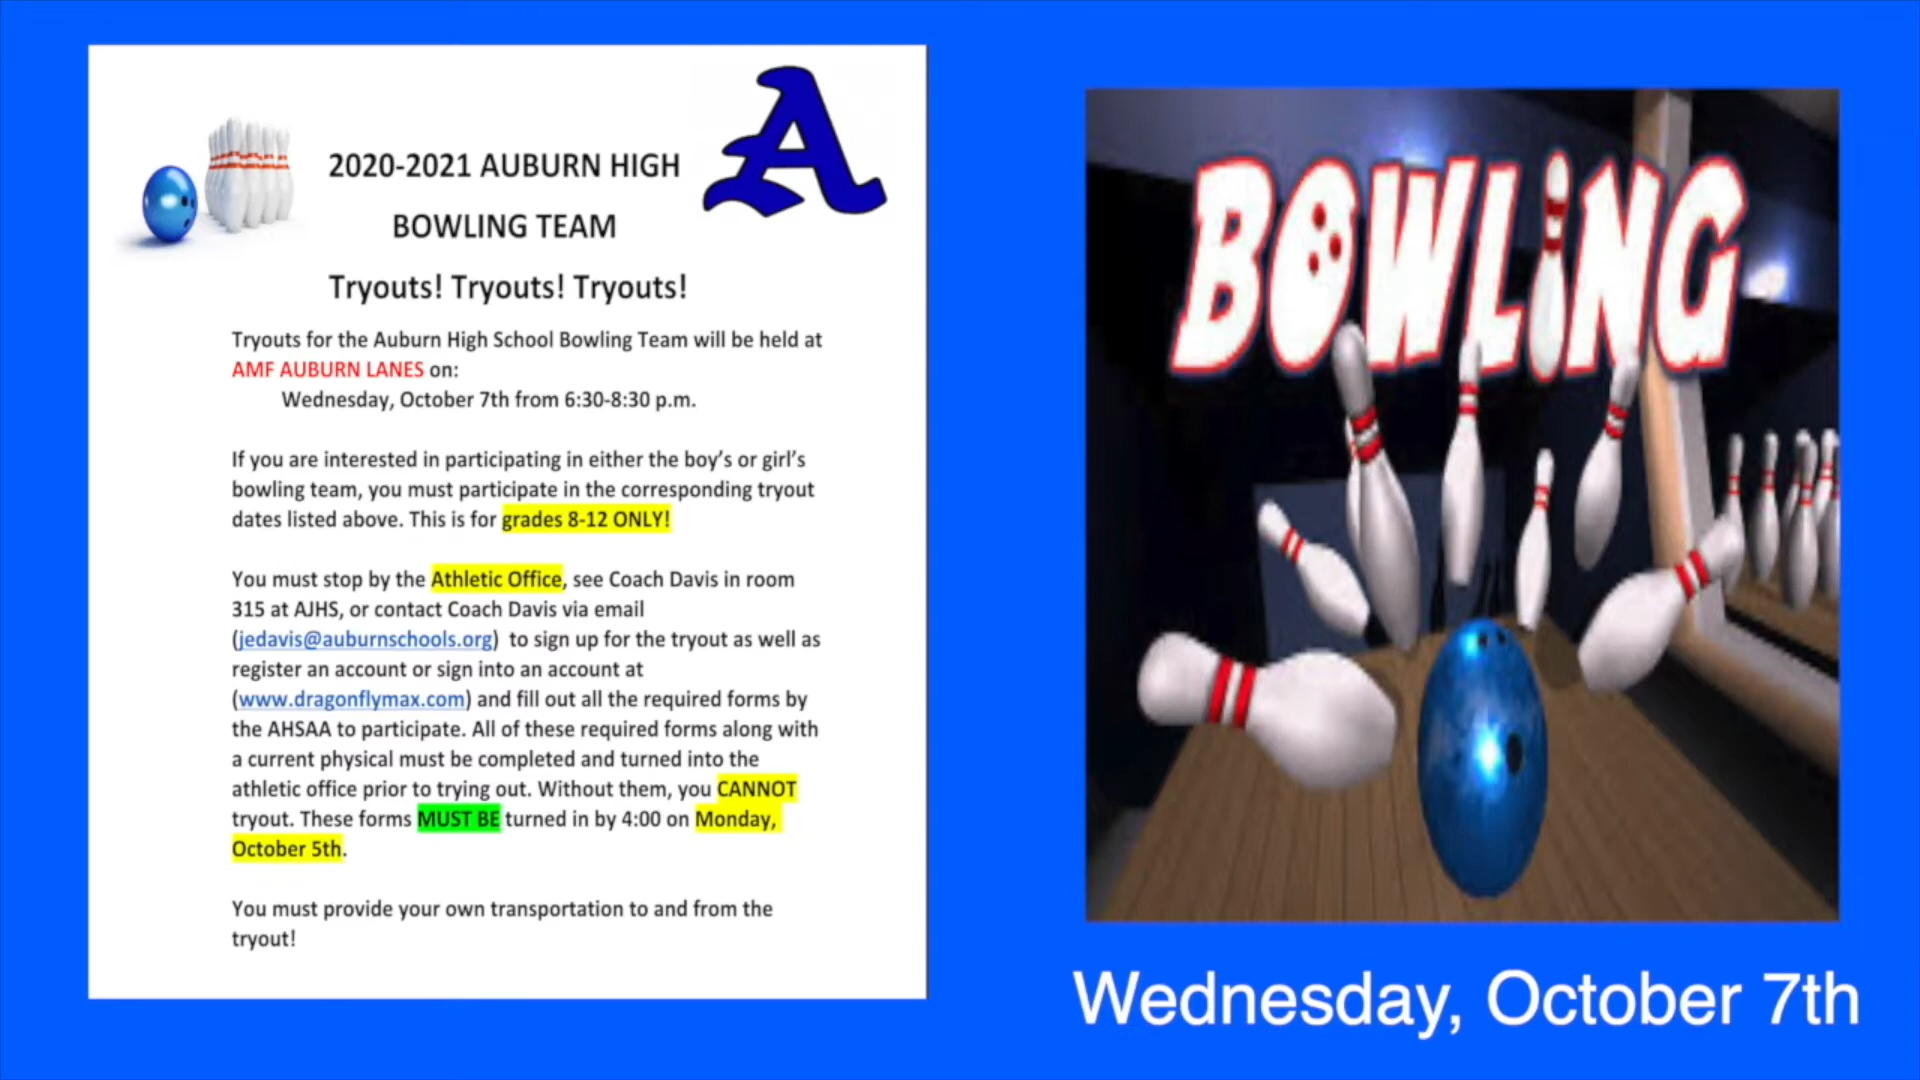 2020-2021 AUBURN HIGH
BOWLING TEAM
Tryouts! Tryouts! Tryouts!
A
Tryouts for the Auburn High School Bowling Team will be held at
AMF AUBURN LANES on:
Wednesday, October 7th from 6:30-8:30 p.m.
If you are interested in participating in either the boy's or girl's
bowling team, you must participate in the corresponding tryout
dates listed above. This is for grades 8-12 ONLY!
You must stop by the Athletic Office, see Coach Davis in room
315 at AJHS, or contact Coach Davis via email
(jedavis@auburnschools.org) to sign up for the tryout as well as
register an account or sign into an account at
(www.dragonflymax.com) and fill out all the required forms by
the AHSAA to participate. All of these required forms along with
a current physical must be completed and turned into the
athletic office prior to trying out. Without them, you CANNOT
tryout. These forms MUST BE turned in by 4:00 on Monday,
October 5th.
You must provide your own transportation to and from the
tryout!
BOWLiNG
Wednesday, October 7th